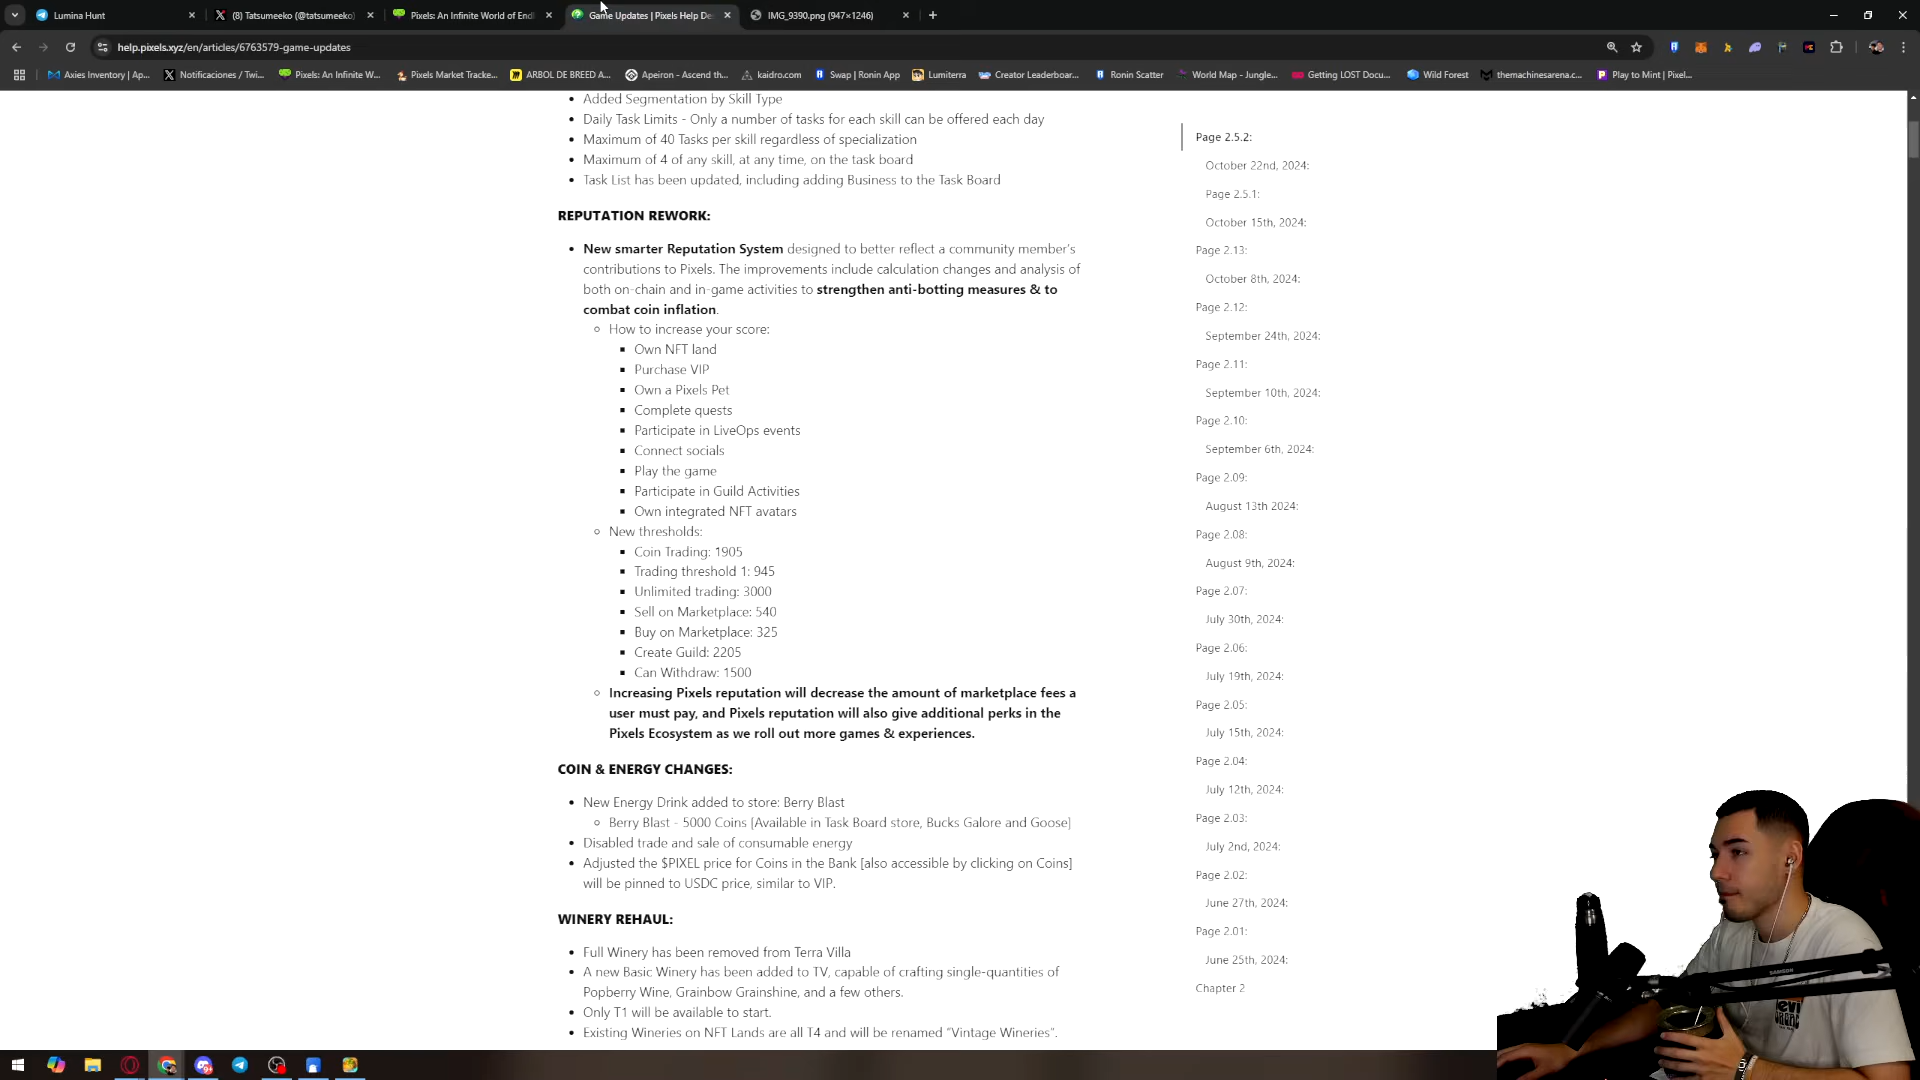 Lumina Hunt
(8) Tatsumeeko (@tatsumeeko)
Pixels: An Infinite World of End
Game Updates | Pixels Help De
IMG_9390.png (947×1246)
help.pixels.xyz/en/articles/6763579-game-updates
Axies Inventory | Ap...
Notificaciones / Twi...
Pixels: An Infinite W...
Pixels Market Tracke...
ARBOL DE BREED A...
Apeiron - Ascend th...
kaidro.com
Swap | Ronin App
Lumiterra
Creator Leaderboar...
Ronin Scatter
World Map - Jungle...
Getting LOST Docu...
Wild Forest
themachinesarena.c...
Play to Mint | Pixel...
Added Segmentation by Skill Type
Daily Task Limits - Only a number of tasks for each skill can be offered each day
Maximum of 40 Tasks per skill regardless of specialization
Maximum of 4 of any skill, at any time, on the task board
Task List has been updated, including adding Business to the Task Board
REPUTATION REWORK:
New smarter Reputation System designed to better reflect a community member's
contributions to Pixels. The improvements include calculation changes and analysis of
both on-chain and in-game activities to strengthen anti-botting measures & to
combat coin inflation.
How to increase your score:
Own NFT land
Purchase VIP
Own a Pixels Pet
Complete quests
Participate in LiveOps events
Connect socials
Play the game
Participate in Guild Activities
Own integrated NFT avatars
New thresholds:
Coin Trading: 1905
Trading threshold 1: 945
Unlimited trading: 3000
Sell on Marketplace: 540
Buy on Marketplace: 325
Create Guild: 2205
Can Withdraw: 1500
Increasing Pixels reputation will decrease the amount of marketplace fees a
user must pay, and Pixels reputation will also give additional perks in the
Pixels Ecosystem as we roll out more games & experiences.
COIN & ENERGY CHANGES:
New Energy Drink added to store: Berry Blast
Berry Blast - 5000 Coins [Available in Task Board store, Bucks Galore and Goose]
Disabled trade and sale of consumable energy
Adjusted the $PIXEL price for Coins in the Bank [also accessible by clicking on Coins]
will be pinned to USDC price, similar to VIP.
WINERY REHAUL:
Full Winery has been removed from Terra Villa
A new Basic Winery has been added to TV, capable of crafting single-quantities of
Popberry Wine, Grainbow Grainshine, and a few others.
Only T1 will be available to start.
Existing Wineries on NFT Lands are all T4 and will be renamed "Vintage Wineries".
Page 2.5.2:
October 22nd, 2024:
Page 2.5.1:
October 15th, 2024:
Page 2.13:
October 8th, 2024:
Page 2.12:
September 24th, 2024:
Page 2.11:
September 10th, 2024:
Page 2.10:
September 6th, 2024:
Page 2.09:
August 13th 2024:
Page 2.08:
August 9th, 2024:
Page 2.07:
July 30th, 2024:
Page 2.06:
July 19th, 2024:
Page 2.05:
July 15th, 2024:
Page 2.04:
July 12th, 2024:
Page 2.03:
July 2nd, 2024:
Page 2.02:
June 27th, 2024:
Page 2.01:
June 25th, 2024:
Chapter 2
SAMSON